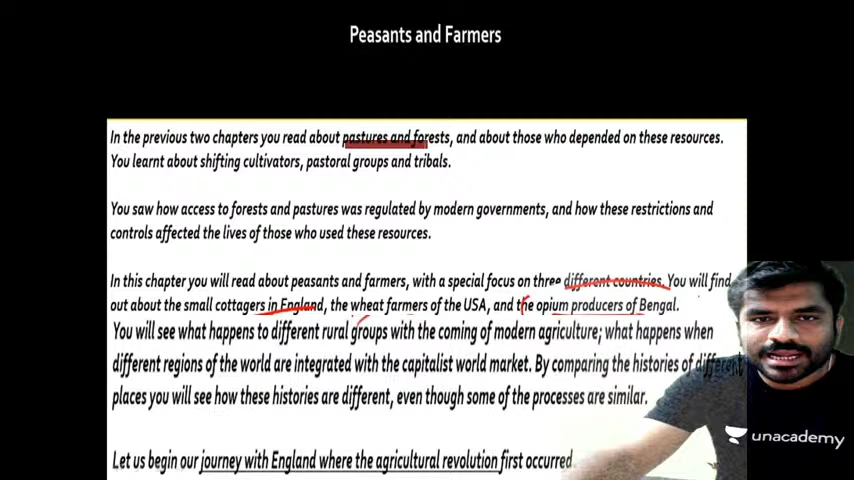 Peasants and Farmers
In the previous two chapters you read about pastures and forests, and about those who depended on these resources.
You learnt about shifting cultivators, pastoral groups and tribals.
You saw how access to forests and pastures was regulated by modern governments, and how these restrictions and
controls affected the lives of those who used these resources.
In this chapter you will read about peasants and farmers, with a special focus on three different countries. You will find
out about the small cottagers in England, the wheat farmers of the USA, and the opium producers of Bengal.
You will see what happens to different rural groups with the coming of modern agriculture; what happens when
different regions of the world are integrated with the capitalist world market. By comparing the histories of different
places you will see how these histories are different, even though some of the processes are similar.
Let us begin our journey with England where the agricultural revolution first occurred.
unacademy